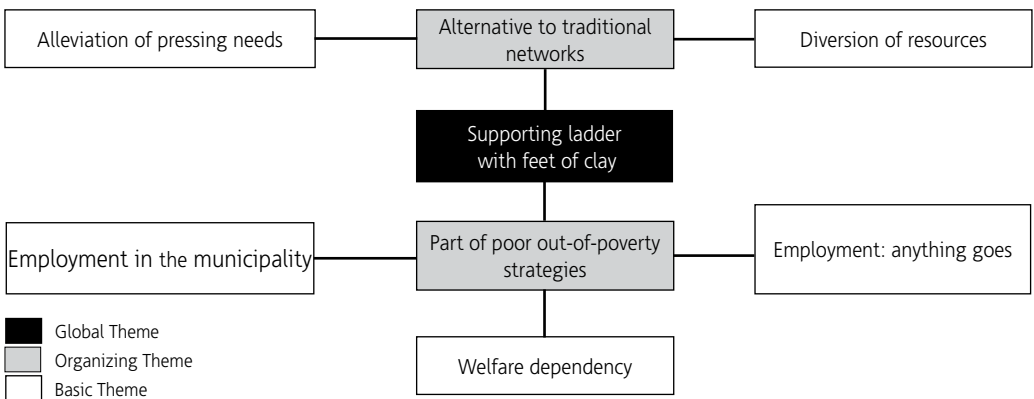 Alleviation of pressing needs
Alternative to traditional
networks
Diversion of resources
Supporting ladder
with feet of clay
Employment in the municipality
Part of poor out-of-poverty
strategies
Employment: anything goes
Welfare dependency
Global Theme
Organizing Theme
Basic Theme